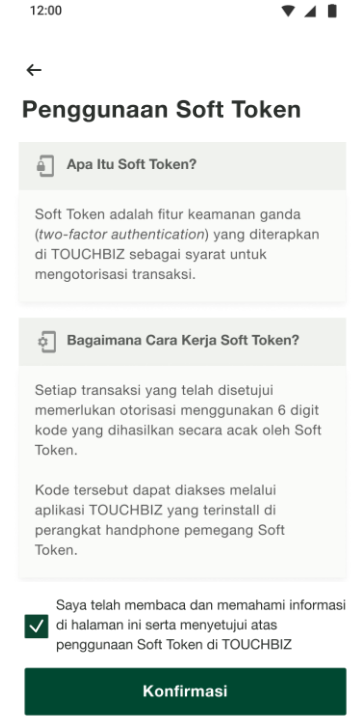 12:00
Penggunaan Soft Token
Apa Itu Soft Token?
Soft Token adalah fitur keamanan ganda
(two-factor authentication) yang diterapkan
di TOUCHBIZ sebagai syarat untuk
mengotorisasi transaksi.
Bagaimana Cara Kerja Soft Token?
Setiap transaksi yang telah disetujui
memerlukan otorisasi menggunakan 6 digit
kode yang dihasilkan secara acak oleh Soft
Token.
Kode tersebut dapat diakses melalui
aplikasi TOUCHBIZ yang terinstall di
perangkat handphone pemegang Soft
Token.
Saya telah membaca dan memahami informasi
di halaman ini serta menyetujui atas
penggunaan Soft Token di TOUCHBIZ
Konfirmasi